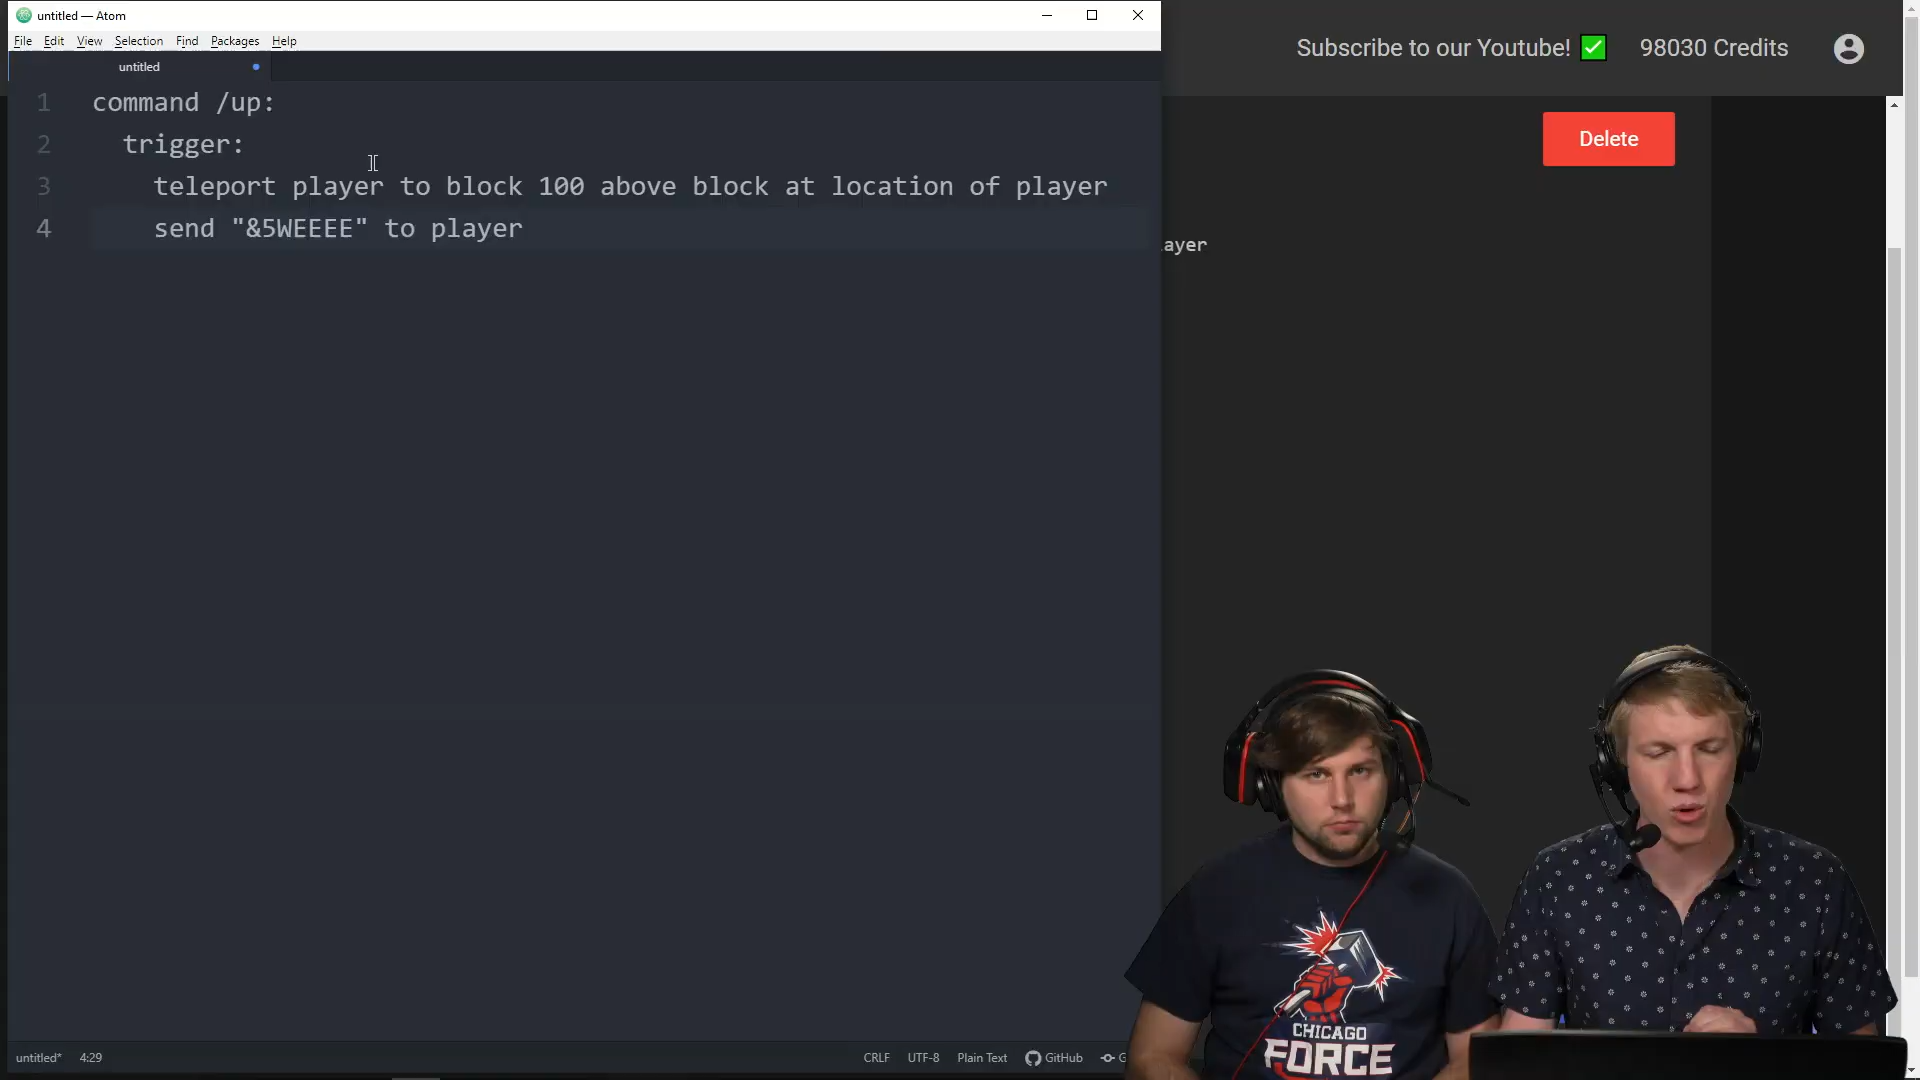 untitled — Atom
File Edit View Selection Find Packages Help
untitled
1 command /up:
2 trigger:
3 teleport player to block 100 above block at location of player
4 send "&5WEEEE" to player
untitled* 4:29
CRLF UTF-8 Plain Text GitHub G
Subscribe to our Youtube! ✅ 98030 Credits
Delete
ayer
CHICAGO
FORCE